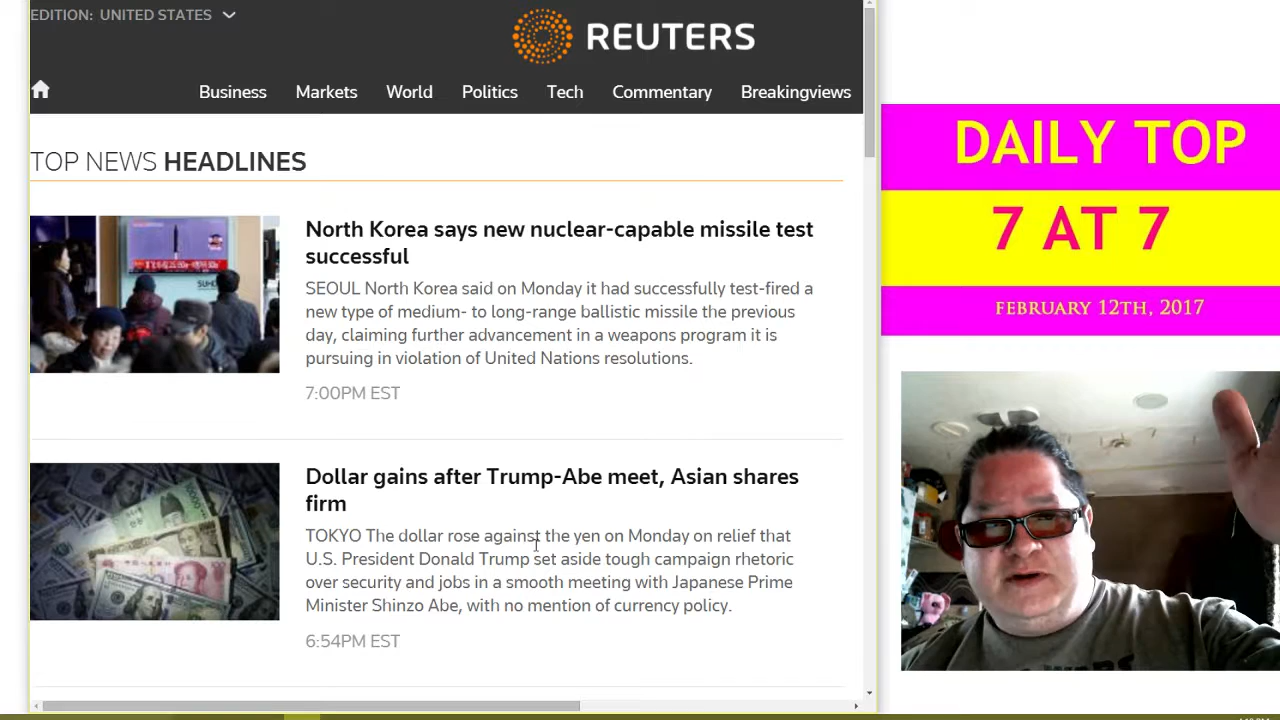 EDITION: UNITED STATES
REUTERS
Business Markets World Politics Tech Commentary Breakingviews
TOP NEWS HEADLINES
North Korea says new nuclear-capable missile test
successful
SEOUL North Korea said on Monday it had successfully test-fired a
new type of medium- to long-range ballistic missile the previous
day, claiming further advancement in a weapons program it is
pursuing in violation of United Nations resolutions.
7:00PM EST
Dollar gains after Trump-Abe meet, Asian shares
firm
TOKYO The dollar rose against the yen on Monday on relief that
U.S. President Donald Trump set aside tough campaign rhetoric
over security and jobs in a smooth meeting with Japanese Prime
Minister Shinzo Abe, with no mention of currency policy.
6:54PM EST
DAILY TOP
7 AT 7
FEBRUARY 12TH, 2017